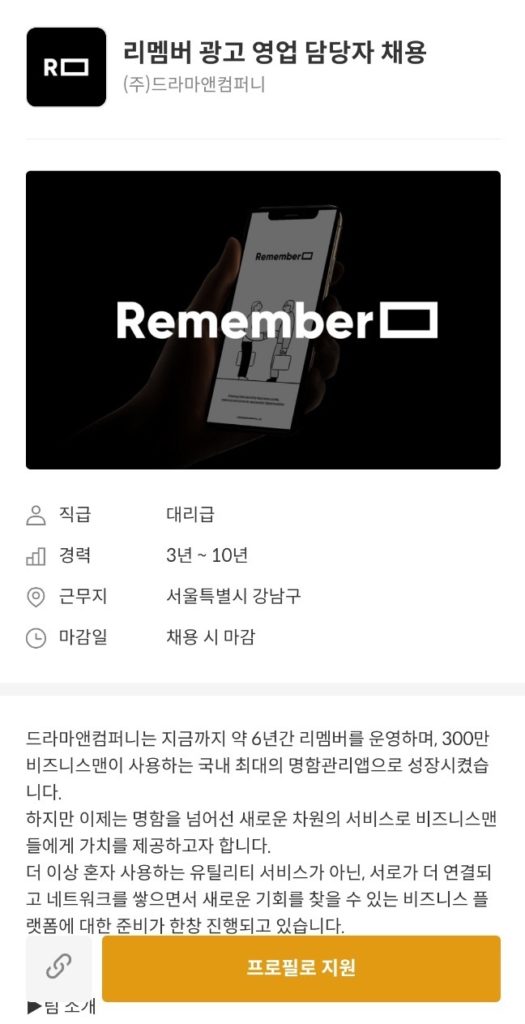 R
리멤버 광고 영업 담당자 채용
(주)드라마앤컴퍼니
Remember
Remember
직급 대리급
경력 3년 ~ 10년
근무지 서울특별시 강남구
마감일 채용 시 마감
드라마앤컴퍼니는 지금까지 약 6년간 리멤버를 운영하며, 300만
비즈니스맨이 사용하는 국내 최대의 명함관리앱으로 성장시켰습
니다.
하지만 이제는 명함을 넘어선 새로운 차원의 서비스로 비즈니스맨
들에게 가치를 제공하고자 합니다.
더 이상 혼자 사용하는 유틸리티 서비스가 아닌, 서로가 더 연결되
고 네트워크를 쌓으면서 새로운 기회를 찾을 수 있는 비즈니스 플
랫폼에 대한 준비가 한창 진행되고 있습니다.
프로필로 지원
▶팀 소개